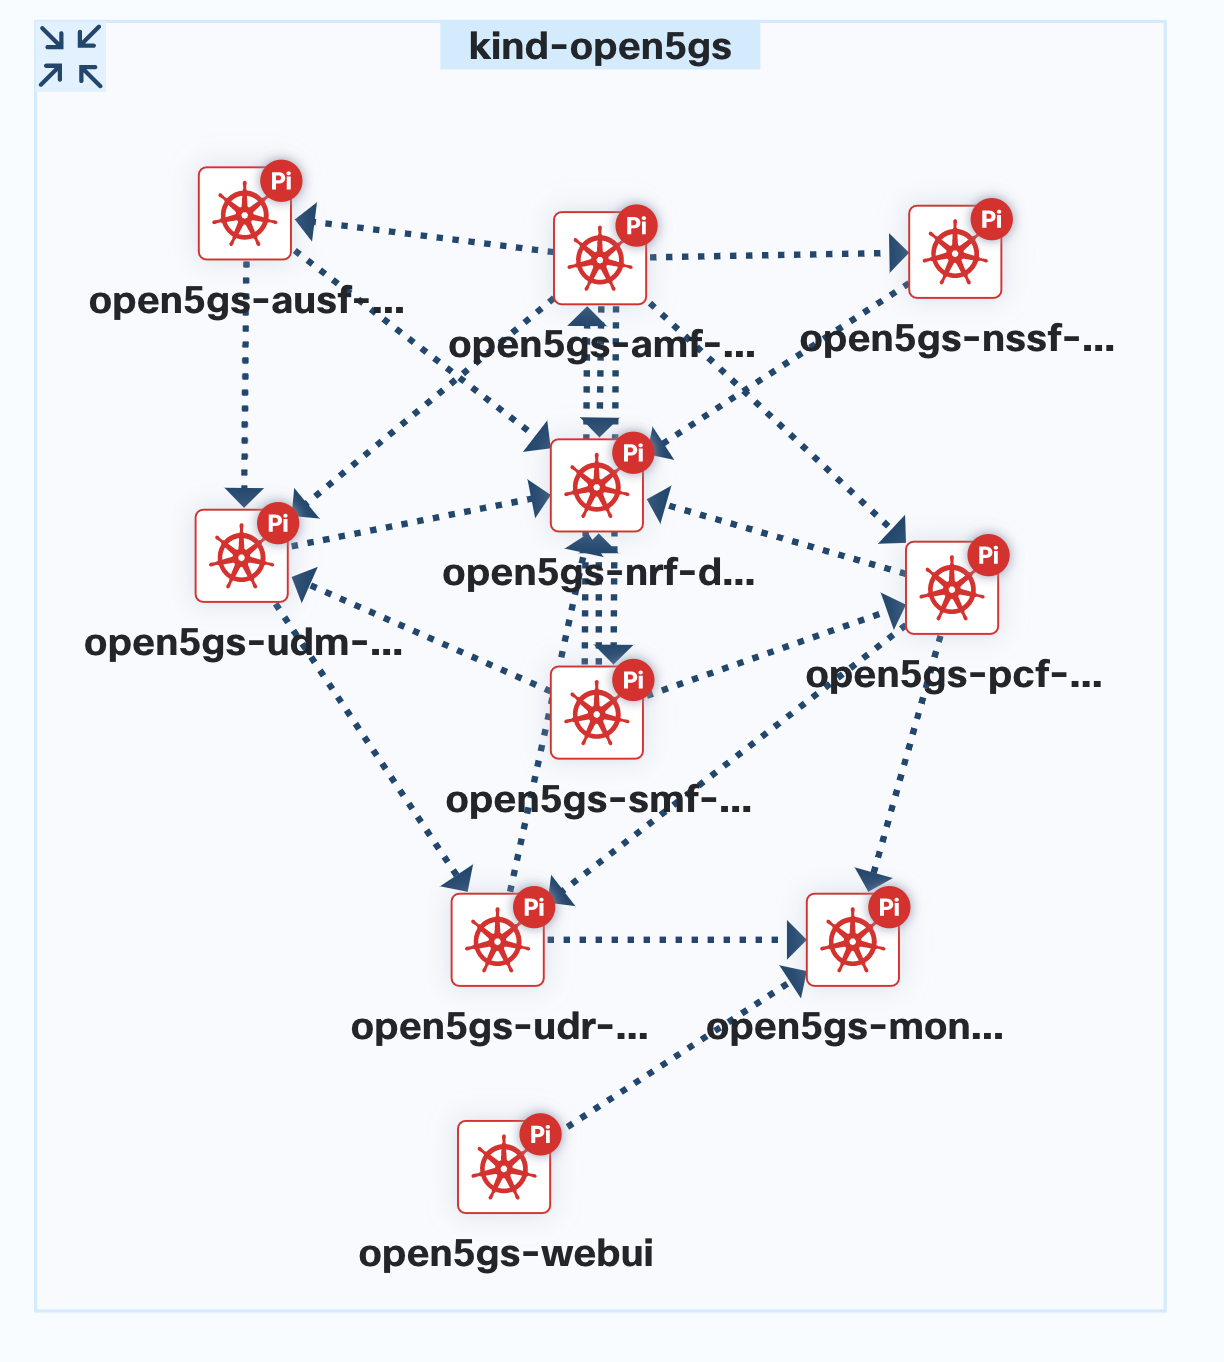 kind-open5gs
Pi
open5gs-ausf-...
Pi
open5gs-amf-...
Pi
open5gs-nssf-...
Pi
open5gs-nrf-d...
Pi
open5gs-udm-...
Pi
open5gs-pcf-...
Pi
open5gs-smf-...
Pi
open5gs-udr-...
Pi
open5gs-mon...
Pi
open5gs-webui